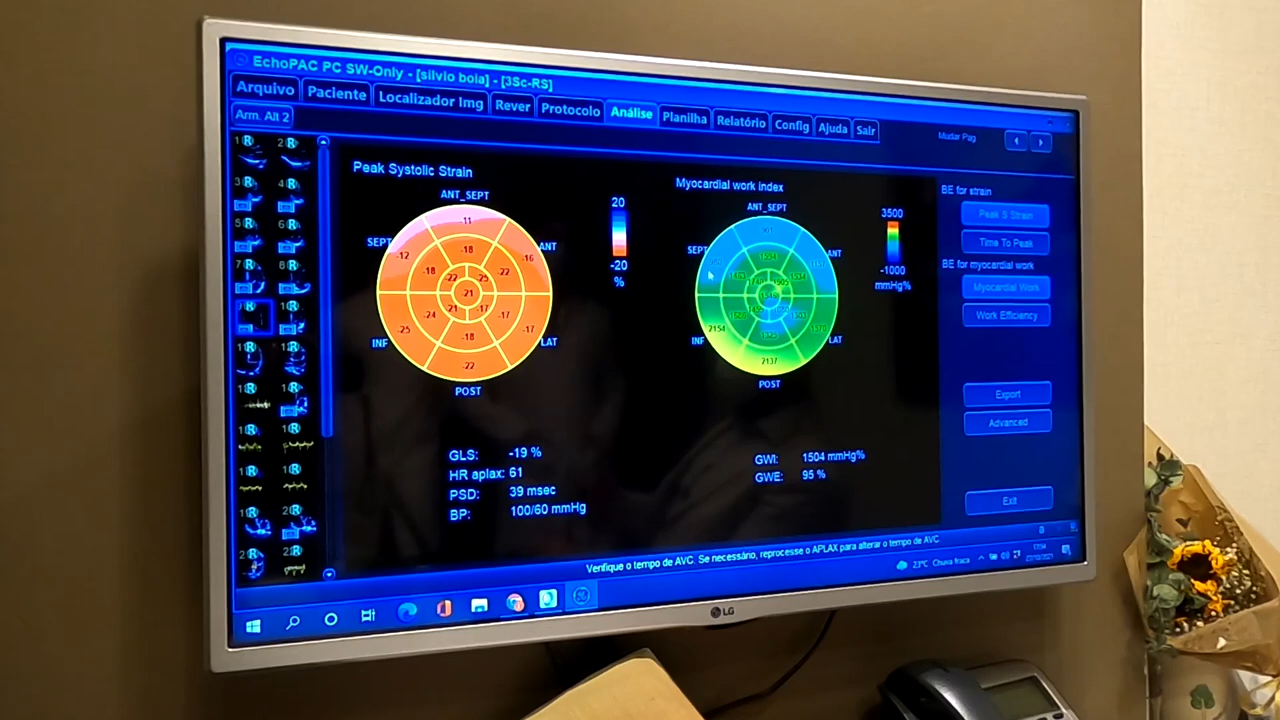 EchoPAC PC SW-Only - [silvio boia] - [3Sc-RS]
Arquivo Paciente Localizador Img Rever Protocolo Análise Planilha Relatório Config Ajuda Sair
Arm. Alt 2
Mudar Pag
Peak Systolic Strain
ANT_SEPT
SEPT
ANT
INF
LAT
POST
-11
-12
-16
-18
-18
-22
-22
-25
-21
-21
-17
-24
-17
-25
-17
-18
-22
20
-20
%
Myocardial work index
ANT_SEPT
SEPT
ANT
INF
LAT
POST
2154
2137
3500
-1000
mmHg%
GLS: -19 %
HR aplax: 61
PSD: 39 msec
BP: 100/60 mmHg
GWI: 1504 mmHg%
GWE: 95 %
BE for strain
Peak S Strain
Time To Peak
BE for myocardial work
Myocardial Work
Work Efficiency
Export
Advanced
Exit
Verifique o tempo de AVC. Se necessário, reprocesse o APLAX para alterar o tempo de AVC
23°C Chuva fraca
LG